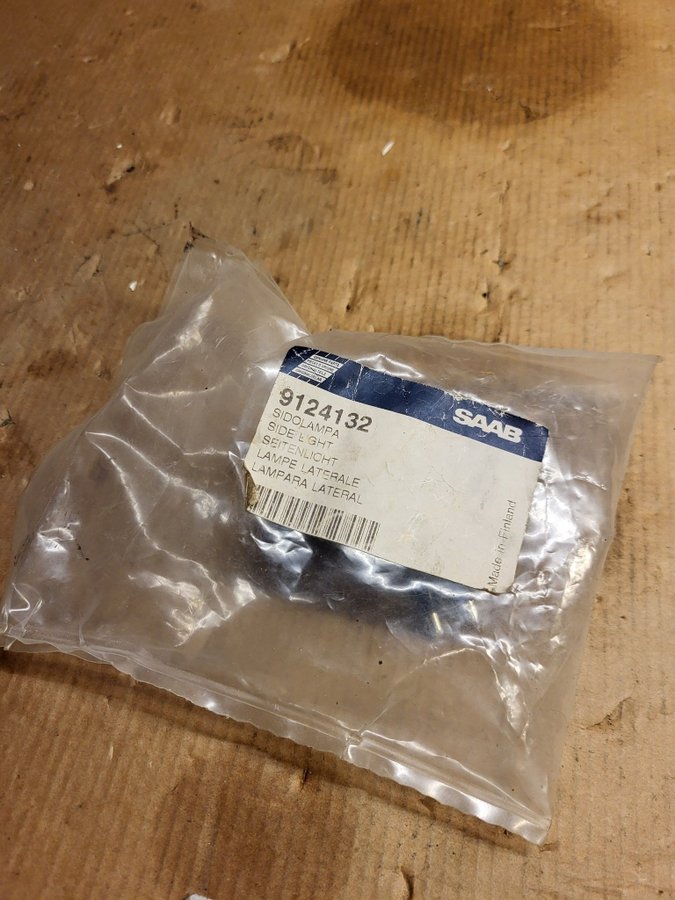 SAAB
9124132
SIDOLAMPA
SIDE LIGHT
SEITENLICHT
LAMPE LATERALE
LAMPARA LATERAL
Made in Finland